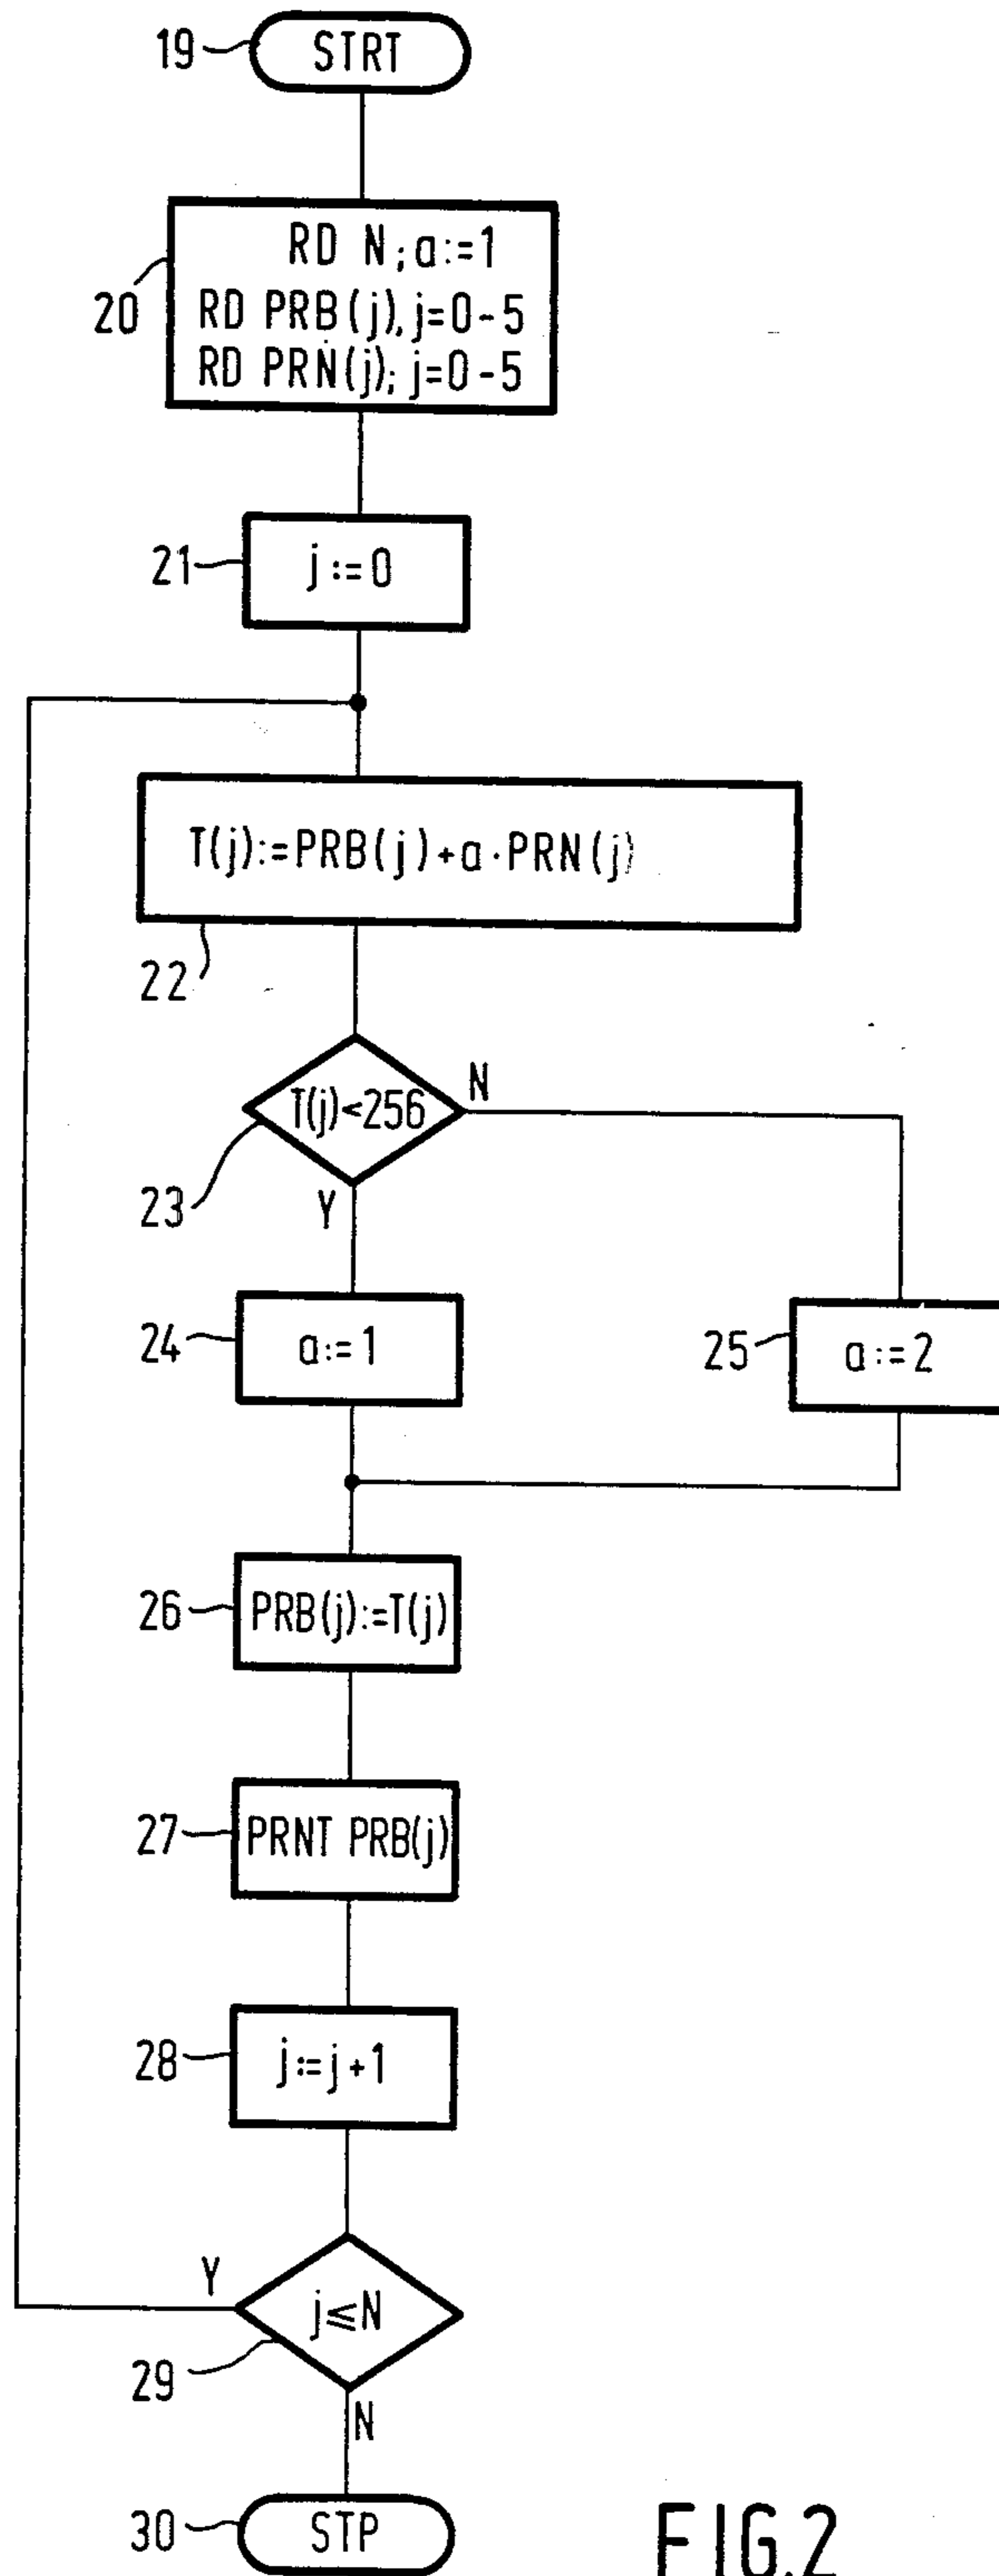 19
STRT
RD N; a:=1
20
RD PRB(j), j=0-5
RD PRN(j); j=0-5
21
j:=0
T(j):=PRB(j)+a·PRN(j)
22
T(j)<256
N
23
Y
24
a:=1
25
a:=2
26
PRB(j):=T(j)
27
PRNT PRB(j)
28
j:=j+1
Y
j≤N
29
N
30
STP
FIG.2